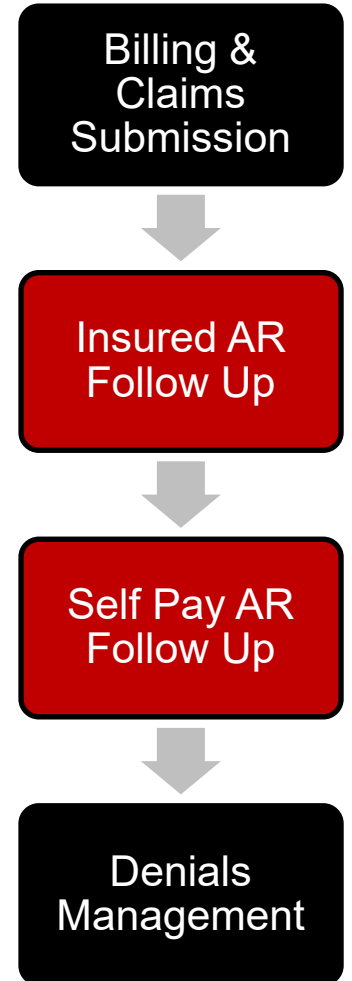 Billing &
Claims
Submission
Insured AR
Follow Up
Self Pay AR
Follow Up
Denials
Management